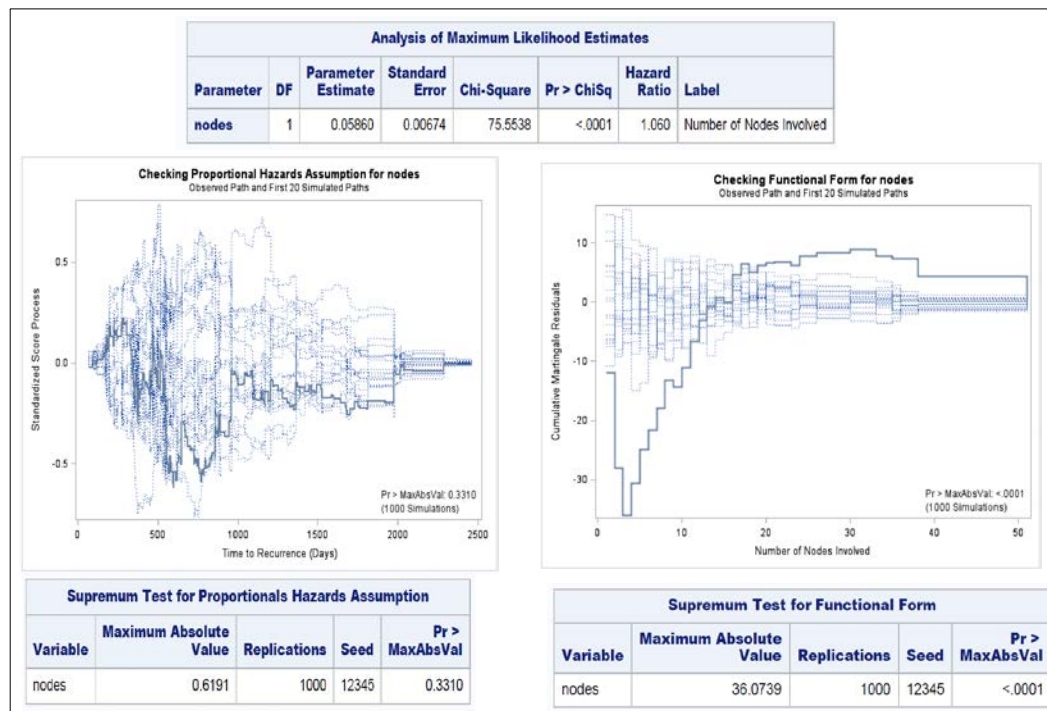 Analysis of Maximum Likelihood Estimates
Parameter DF Parameter Estimate Standard Error Chi-Square Pr > ChiSq Hazard Ratio Label
nodes 1 0.05860 0.00674 75.5538 <.0001 1.060 Number of Nodes Involved
Checking Proportional Hazards Assumption for nodes
Observed Path and First 20 Simulated Paths
Standardized Score Process
0.5
0.0
-0.5
Pr > MaxAbsVal: 0.3310
(1000 Simulations)
0 500 1000 1500 2000 2500
Time to Recurrence (Days)
Checking Functional Form for nodes
Observed Path and First 20 Simulated Paths
Cumulative Martingale Residuals
10
0
-10
-20
-30
Pr > MaxAbsVal: <.0001
(1000 Simulations)
0 10 20 30 40 50
Number of Nodes Involved
Supremum Test for Proportionals Hazards Assumption
Variable Maximum Absolute Value Replications Seed Pr > MaxAbsVal
nodes 0.6191 1000 12345 0.3310
Supremum Test for Functional Form
Variable Maximum Absolute Value Replications Seed Pr > MaxAbsVal
nodes 36.0739 1000 12345 <.0001